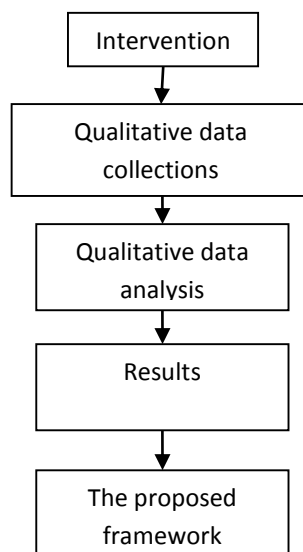 Intervention
Qualitative data
collections
Qualitative data
analysis
Results
The proposed
framework